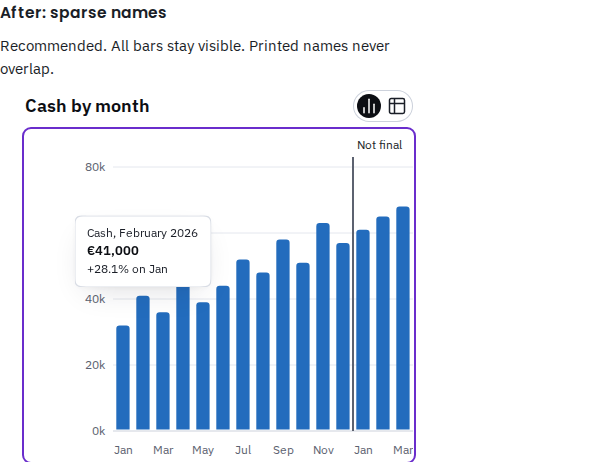 After: sparse names
Recommended. All bars stay visible. Printed names never
overlap.
Cash by month
Not final
80k
Cash, February 2026
€41,000
+28.1% on Jan
40k
20k
0k
Jan Mar May Jul Sep Nov Jan Mar